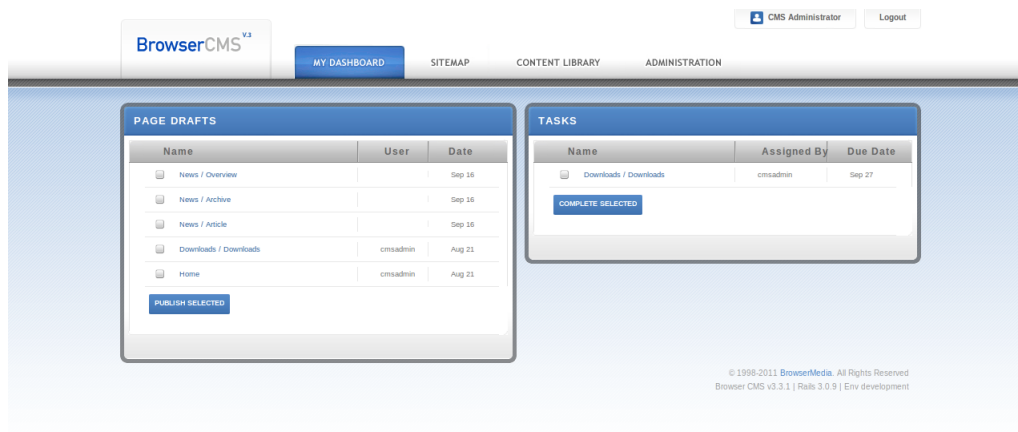 CMS Administrator Logout
BrowserCMS V.3
MY DASHBOARD SITEMAP CONTENT LIBRARY ADMINISTRATION
PAGE DRAFTS
Name User Date
News / Overview Sep 16
News / Archive Sep 16
News / Article Sep 16
Downloads / Downloads cmsadmin Aug 21
Home cmsadmin Aug 21
PUBLISH SELECTED
TASKS
Name Assigned By Due Date
Downloads / Downloads cmsadmin Sep 27
COMPLETE SELECTED
© 1998-2011 BrowserMedia. All Rights Reserved
Browser CMS v3.3.1 | Rails 3.0.9 | Env development